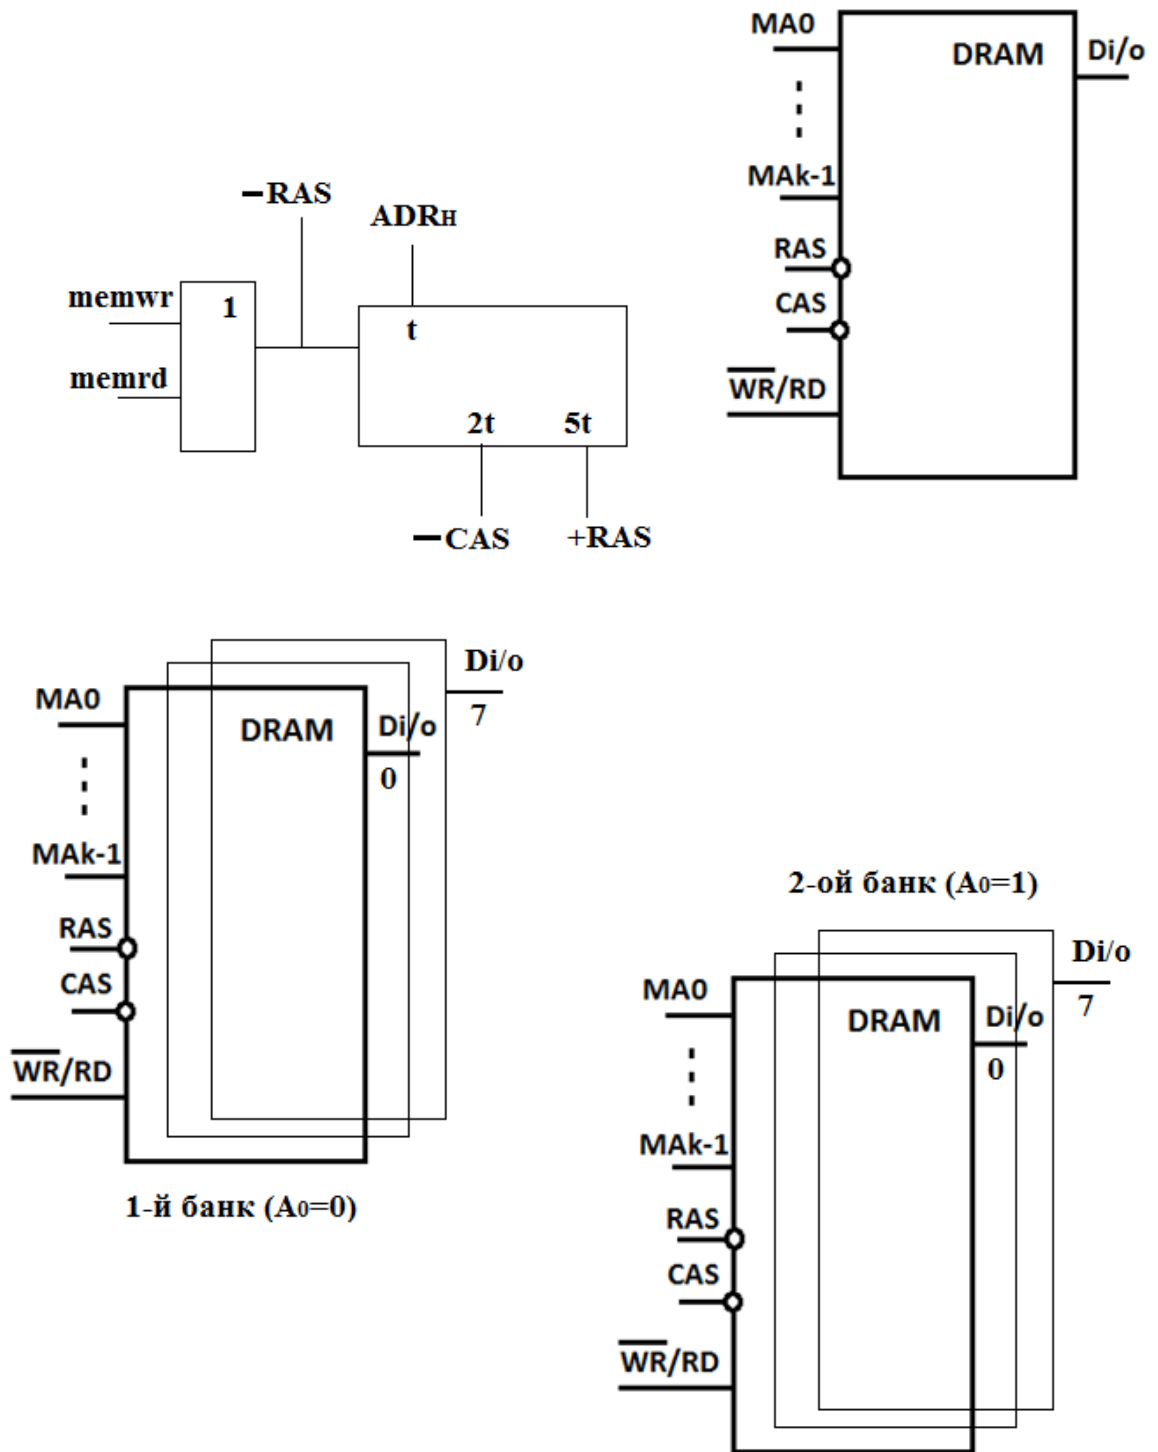 MA0
DRAM
Di/o
MAk-1
RAS
CAS
WR/RD
−RAS
ADRH
memwr
1
t
memrd
2t
5t
−CAS
+RAS
Di/o
7
MA0
DRAM
Di/o
0
MAk-1
RAS
CAS
WR/RD
1-й банк (A0=0)
2-ой банк (A0=1)
Di/o
7
MA0
DRAM
Di/o
0
MAk-1
RAS
CAS
WR/RD